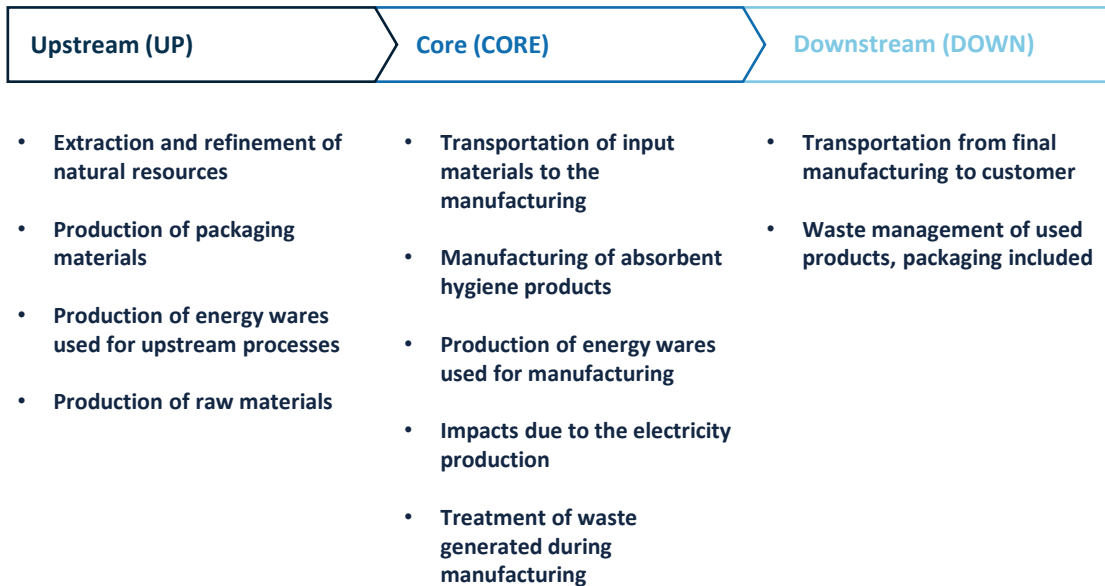 Upstream (UP)
Core (CORE)
Downstream (DOWN)
• Extraction and refinement of
natural resources
• Production of packaging
materials
• Production of energy wares
used for upstream processes
• Production of raw materials
• Transportation of input
materials to the
manufacturing
• Manufacturing of absorbent
hygiene products
• Production of energy wares
used for manufacturing
• Impacts due to the electricity
production
• Treatment of waste
generated during
manufacturing
• Transportation from final
manufacturing to customer
• Waste management of used
products, packaging included